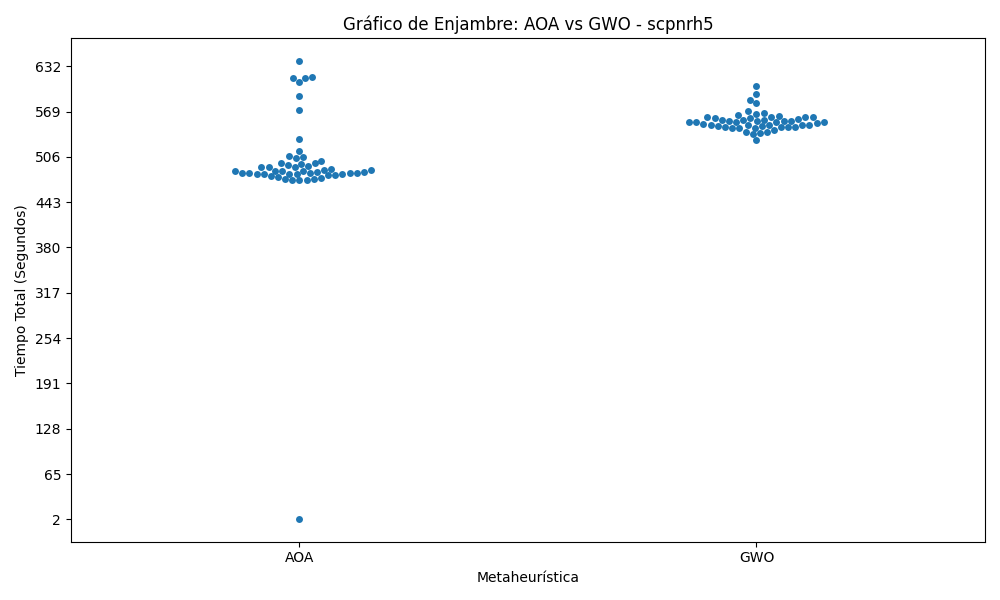 Gráfico de Enjambre: AOA vs GWO - scpnrh5
Tiempo Total (Segundos)
632
569
506
443
380
317
254
191
128
65
2
AOA
GWO
Metaheurística